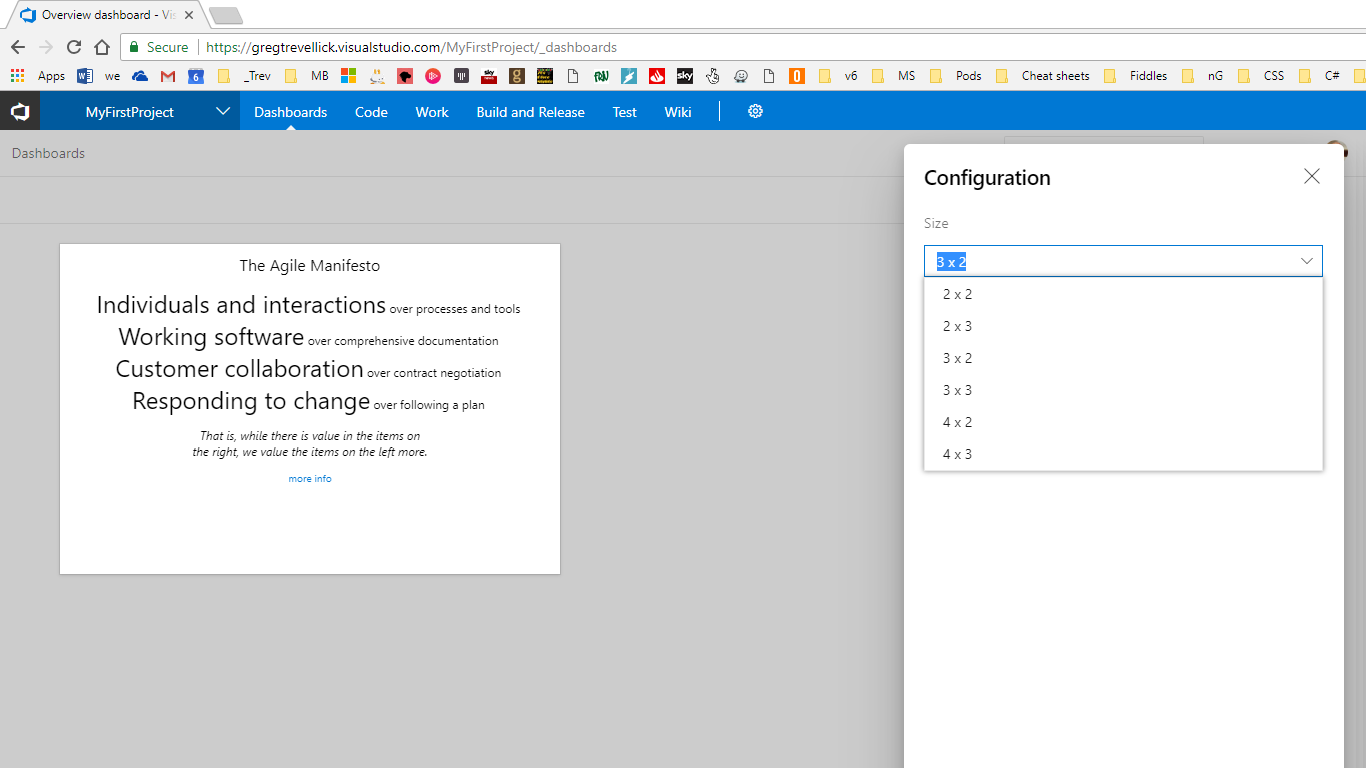 Overview dashboard - Vis
Secure https://gregtrevellick.visualstudio.com/MyFirstProject/_dashboards
Apps we 6 _Trev MB sky news g sky O v6 MS Pods Cheat sheets Fiddles nG CSS C#
MyFirstProject Dashboards Code Work Build and Release Test Wiki
Dashboards
The Agile Manifesto
Individuals and interactions over processes and tools
Working software over comprehensive documentation
Customer collaboration over contract negotiation
Responding to change over following a plan
That is, while there is value in the items on
the right, we value the items on the left more.
more info
Configuration
Size
3 x 2
2 x 2
2 x 3
3 x 2
3 x 3
4 x 2
4 x 3